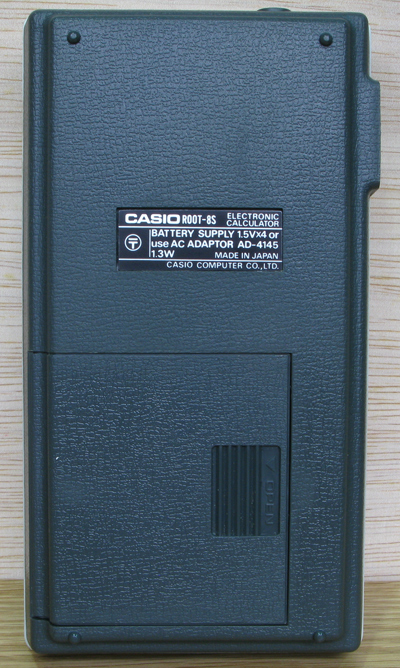 CASIO ROOT-8S ELECTRONIC CALCULATOR
BATTERY SUPPLY 1.5V×4 or
use AC ADAPTOR AD-4145
1.3W MADE IN JAPAN
CASIO COMPUTER CO., LTD.
OPEN